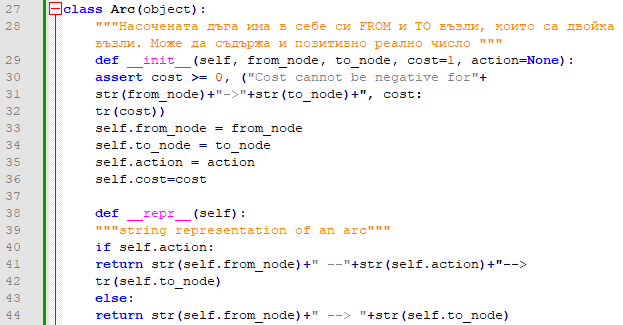 27 class Arc(object):
28 """Насочената дъга има в себе си FROM и TO възли, които са двойка
възли. Може да съдържа и позитивно реално число """
29 def __init__(self, from_node, to_node, cost=1, action=None):
30 assert cost >= 0, ("Cost cannot be negative for"+
31 str(from_node)+"->"+str(to_node)+", cost:
32 tr(cost))
33 self.from_node = from_node
34 self.to_node = to_node
35 self.action = action
36 self.cost=cost
37
38 def __repr__(self):
39 """string representation of an arc"""
40 if self.action:
41 return str(self.from_node)+" --"+str(self.action)+"-->
42 tr(self.to_node)
43 else:
44 return str(self.from_node)+" --> "+str(self.to_node)